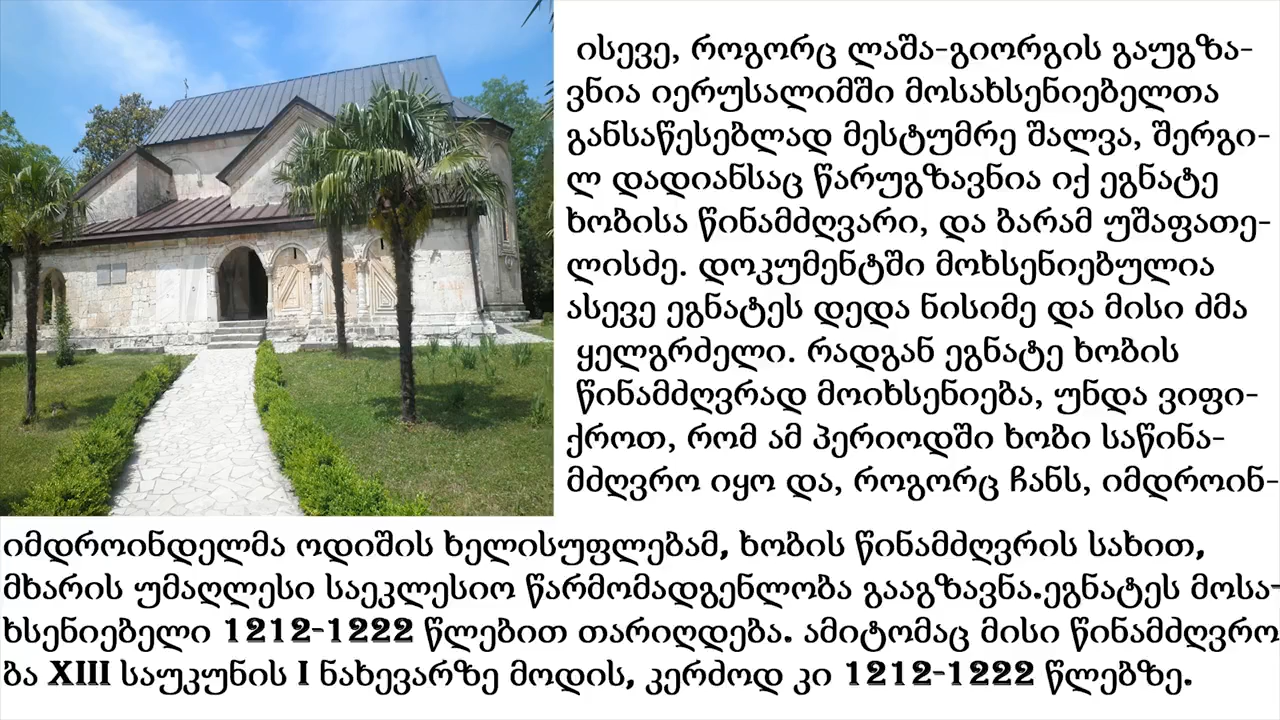 ისევე, როგორც ლაშა-გიორგის გაუგზა-
ვნია იერუსალიმში მოსახსენიებელთა
განსაწესებლად მესტუმრე შალვა, შერგი-
ლ დადიანსაც წარუგზავნია იქ ეგნატე
ხობისა წინამძღვარი, და ბარამ უშაფათე-
ლისძე. დოკუმენტში მოხსენიებულია
ასევე ეგნატეს დედა ნისიმე და მისი ძმა
ყელგრძელი. რადგან ეგნატე ხობის
წინამძღვრად მოიხსენიება, უნდა ვიფი-
ქროთ, რომ ამ პერიოდში ხობი საწინა-
მძღვრო იყო და, როგორც ჩანს, იმდროინ-
იმდროინდელმა ოდიშის ხელისუფლებამ, ხობის წინამძღვრის სახით,
მხარის უმაღლესი საეკლესიო წარმომადგენლობა გააგზავნა.ეგნატეს მოსა-
ხსენიებელი 1212-1222 წლებით თარიღდება. ამიტომაც მისი წინამძღვრო
ბა XIII საუკუნის I ნახევარზე მოდის, კერძოდ კი 1212-1222 წლებზე.